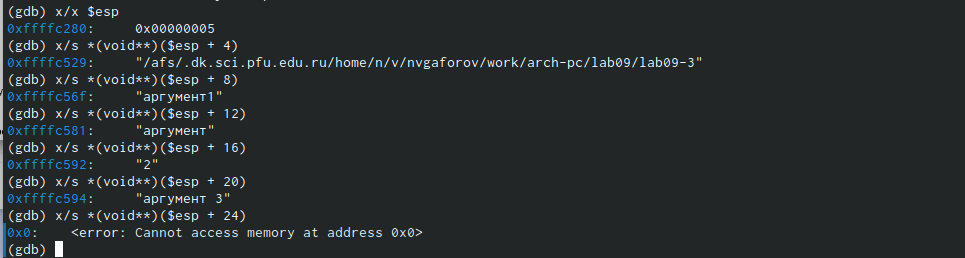 (gdb) x/x $esp
0xffffc280: 0x00000005
(gdb) x/s *(void**)($esp + 4)
0xffffc529: "/afs/.dk.sci.pfu.edu.ru/home/n/v/nvgaforov/work/arch-pc/lab09/lab09-3"
(gdb) x/s *(void**)($esp + 8)
0xffffc56f: "аргумент1"
(gdb) x/s *(void**)($esp + 12)
0xffffc581: "аргумент"
(gdb) x/s *(void**)($esp + 16)
0xffffc592: "2"
(gdb) x/s *(void**)($esp + 20)
0xffffc594: "аргумент 3"
(gdb) x/s *(void**)($esp + 24)
0x0: <error: Cannot access memory at address 0x0>
(gdb)